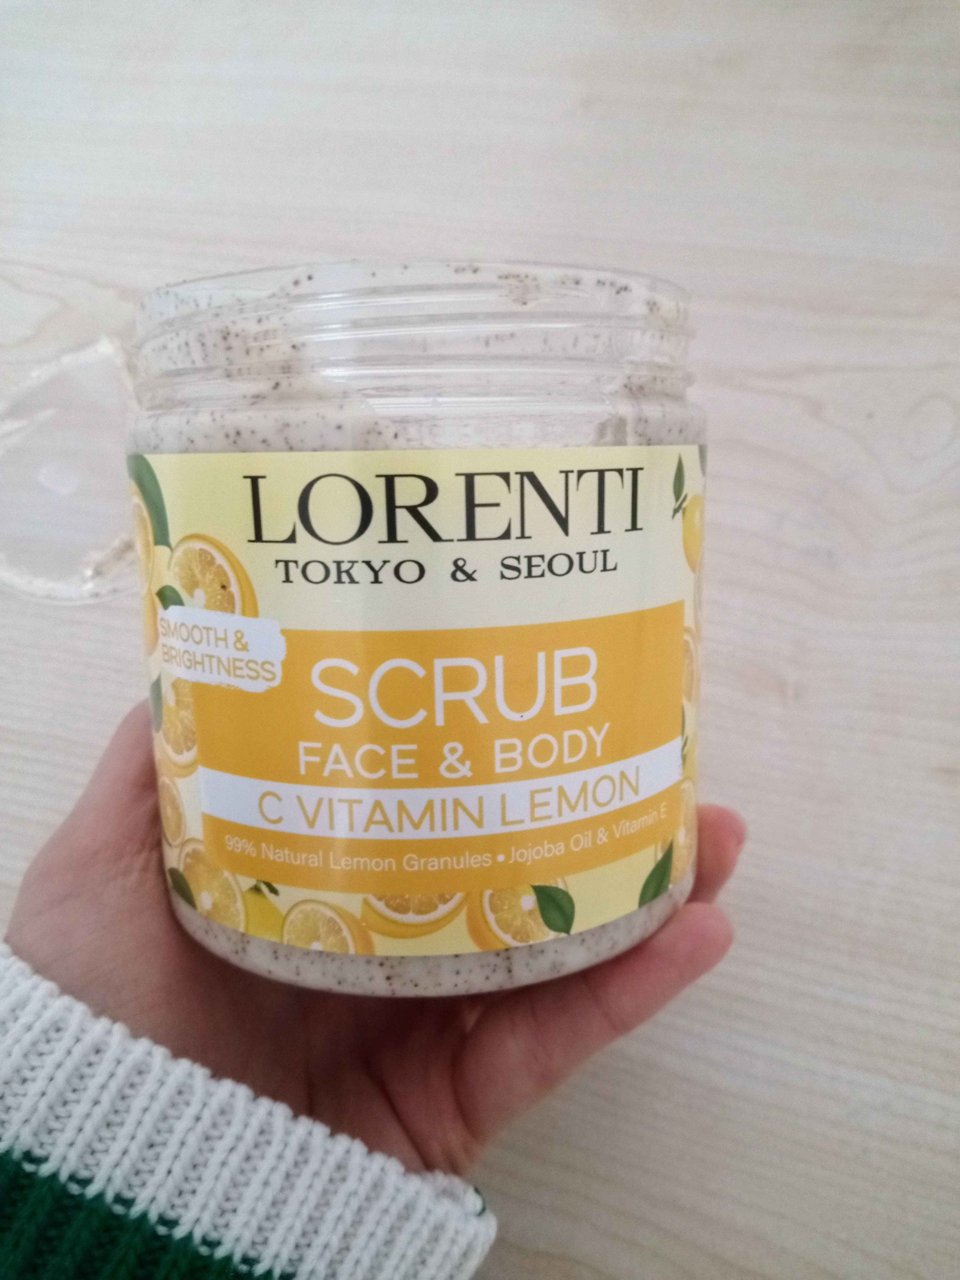 LORENTI
TOKYO & SEOUL
SMOOTH &
BRIGHTNESS
SCRUB
FACE & BODY
C VITAMIN LEMON
99% Natural Lemon Granules • Jojoba Oil & Vitamin E